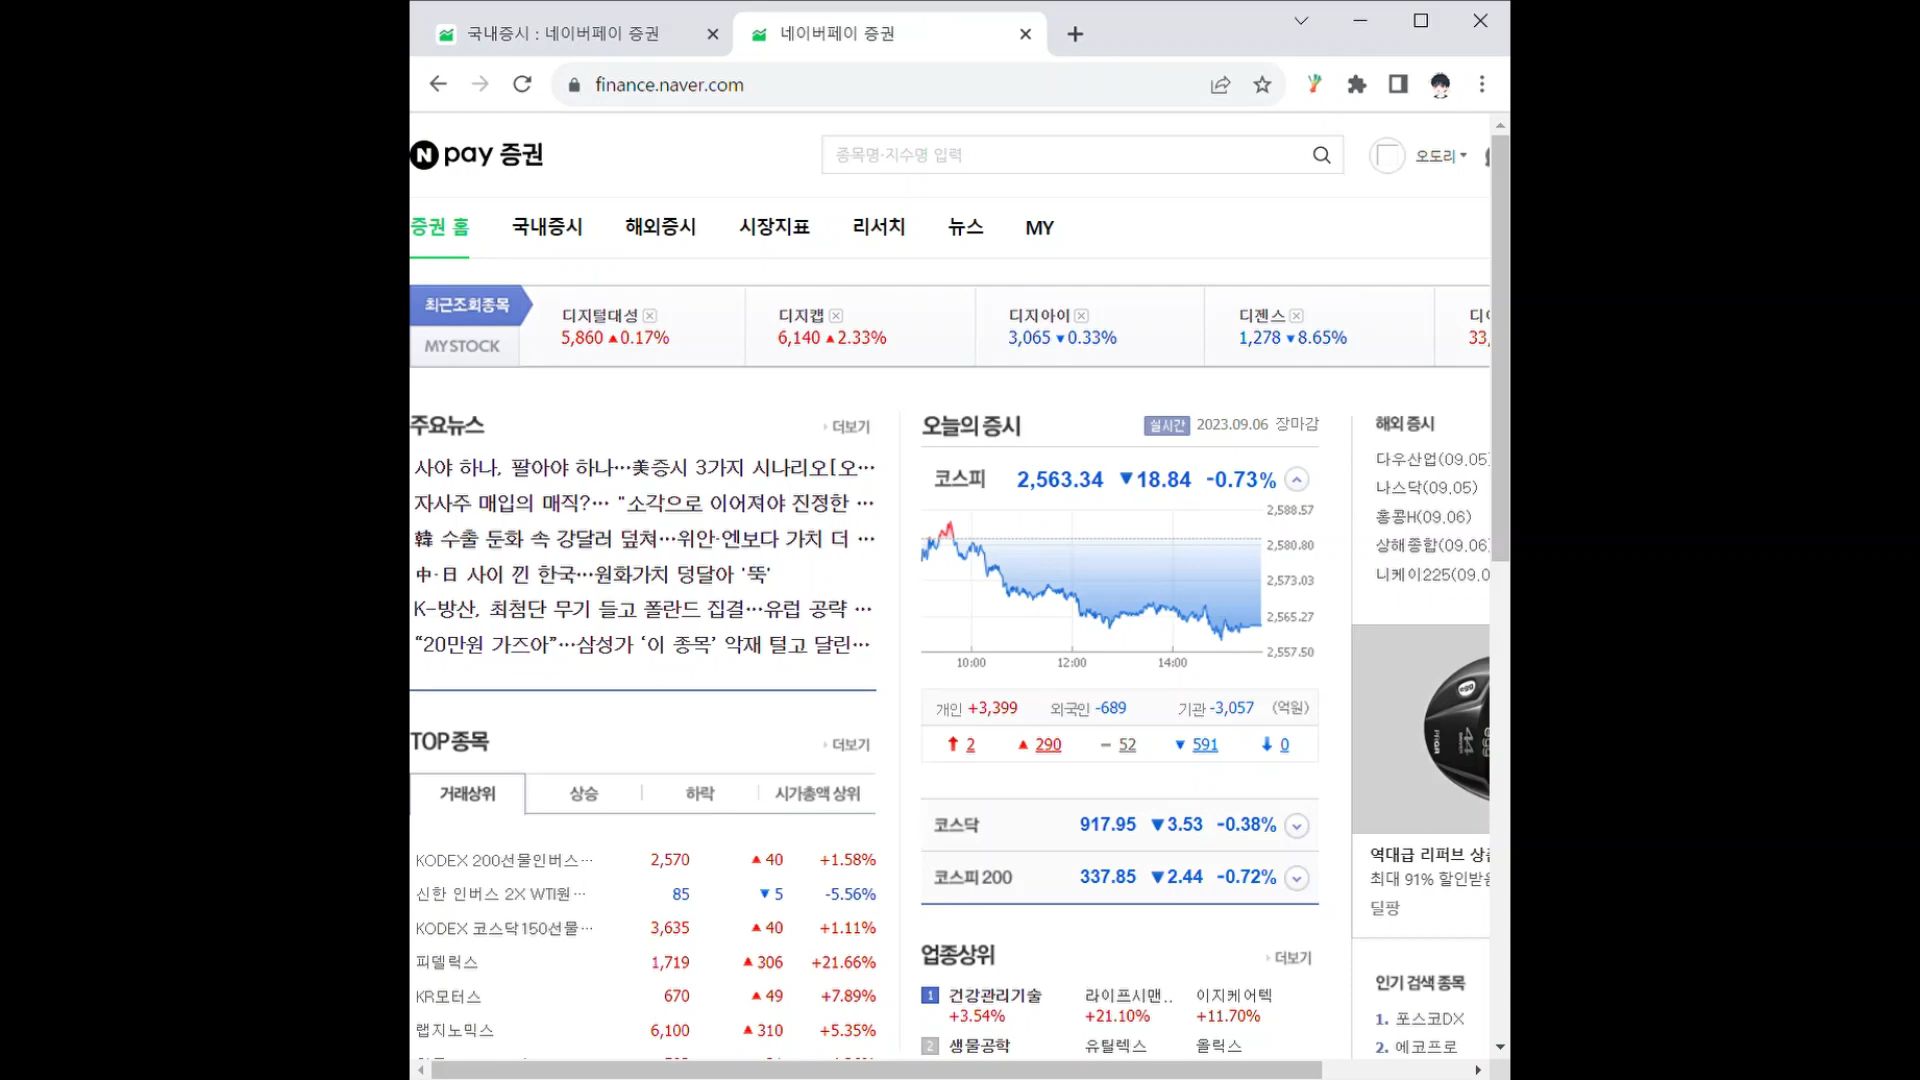 국내증시 : 네이버페이 증권
네이버페이 증권
finance.naver.com
N pay 증권
종목명·지수명 입력
오도리
증권 홈
국내증시
해외증시
시장지표
리서치
뉴스
MY
최근조회종목
MYSTOCK
디지털대성
5,860 ▲0.17%
디지캡
6,140 ▲2.33%
디지아이
3,065 ▼0.33%
디젠스
1,278 ▼8.65%
33,
주요뉴스
더보기
사야 하나, 팔아야 하나…美증시 3가지 시나리오[오…
자사주 매입의 매직?… "소각으로 이어져야 진정한 …
韓 수출 둔화 속 강달러 덮쳐…위안·엔보다 가치 더 …
中·日 사이 낀 한국…원화가치 덩달아 '뚝'
K-방산, 최첨단 무기 들고 폴란드 집결…유럽 공략 …
“20만원 가즈아”…삼성가 ‘이 종목’ 악재 털고 달린…
TOP 종목
더보기
거래상위
상승
하락
시가총액 상위
KODEX 200선물인버스… 2,570 ▲ 40 +1.58%
신한 인버스 2X WTI원… 85 ▼ 5 -5.56%
KODEX 코스닥150선물… 3,635 ▲ 40 +1.11%
피델릭스 1,719 ▲ 306 +21.66%
KR모터스 670 ▲ 49 +7.89%
랩지노믹스 6,100 ▲ 310 +5.35%
오늘의 증시
실시간 2023.09.06 장마감
코스피 2,563.34 ▼18.84 -0.73%
2,588.57
2,580.80
2,573.03
2,565.27
2,557.50
10:00 12:00 14:00
개인 +3,399 외국인 -689 기관 -3,057 (억원)
↑ 2 ▲ 290 − 52 ▼ 591 ↓ 0
코스닥 917.95 ▼3.53 -0.38%
코스피 200 337.85 ▼2.44 -0.72%
업종상위
더보기
1 건강관리기술 라이프시맨.. 이지케어텍
+3.54% +21.10% +11.70%
2 생물공학 유틸렉스 올릭스
해외 증시
다우산업(09.05)
나스닥(09.05)
홍콩H(09.06)
상해종합(09.06)
니케이225(09.0
egg
44
역대급 리퍼브
최대 91% 할인받
딜팡
인기 검색 종목
1. 포스코DX
2. 에코프로